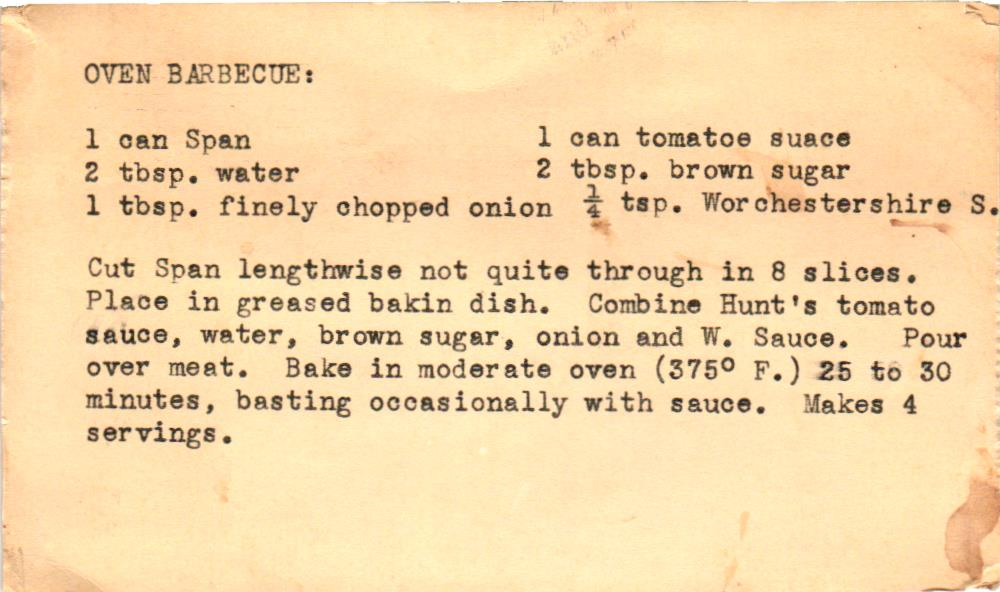 OVEN BARBECUE:
1 can Span 1 can tomatoe suace
2 tbsp. water 2 tbsp. brown sugar
1 tbsp. finely chopped onion ¼ tsp. Worchestershire S.
Cut Span lengthwise not quite through in 8 slices.
Place in greased bakin dish. Combine Hunt's tomato
sauce, water, brown sugar, onion and W. Sauce. Pour
over meat. Bake in moderate oven (375º F.) 25 to 30
minutes, basting occasionally with sauce. Makes 4
servings.